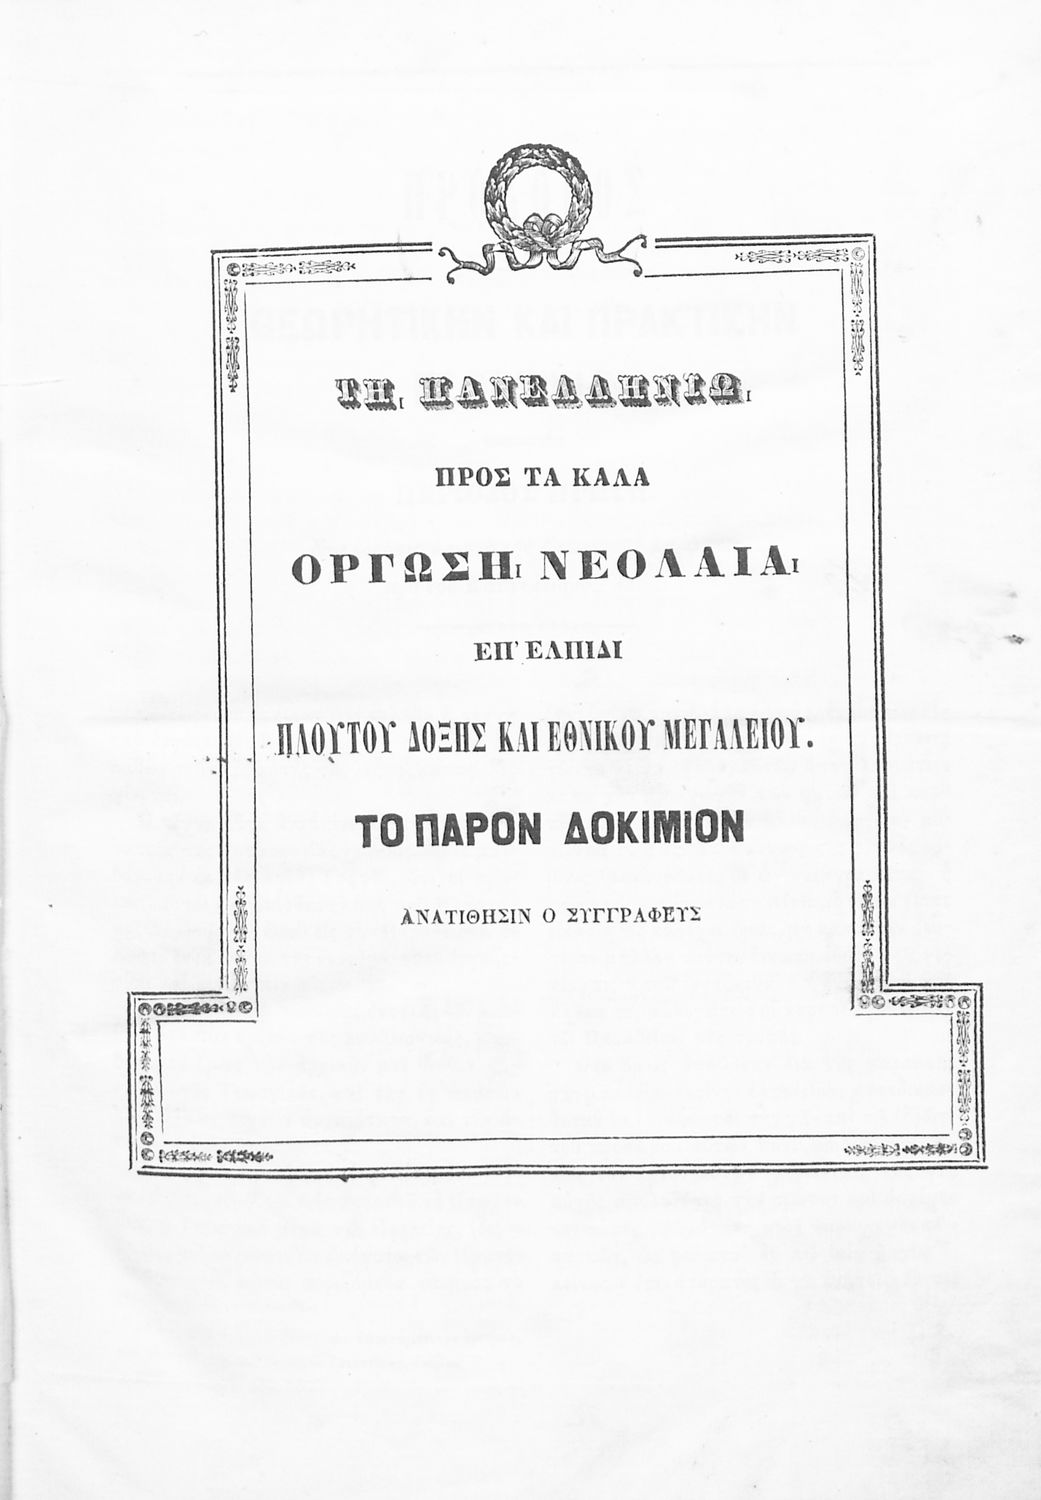 ΤΗι ΠΑΝΕΛΛΗΝΙΩι
ΠΡΟΣ ΤΑ ΚΑΛΑ
ΟΡΓΩΣΗι ΝΕΟΛΑΙΑι
ΕΠ' ΕΛΠΙΔΙ
ΠΛΟΥΤΟΥ ΔΟΞΗΣ ΚΑΙ ΕΘΝΙΚΟΥ ΜΕΓΑΛΕΙΟΥ.
ΤΟ ΠΑΡΟΝ ΔΟΚΙΜΙΟΝ
ΑΝΑΤΙΘΗΣΙΝ Ο ΣΥΓΓΡΑΦΕΥΣ